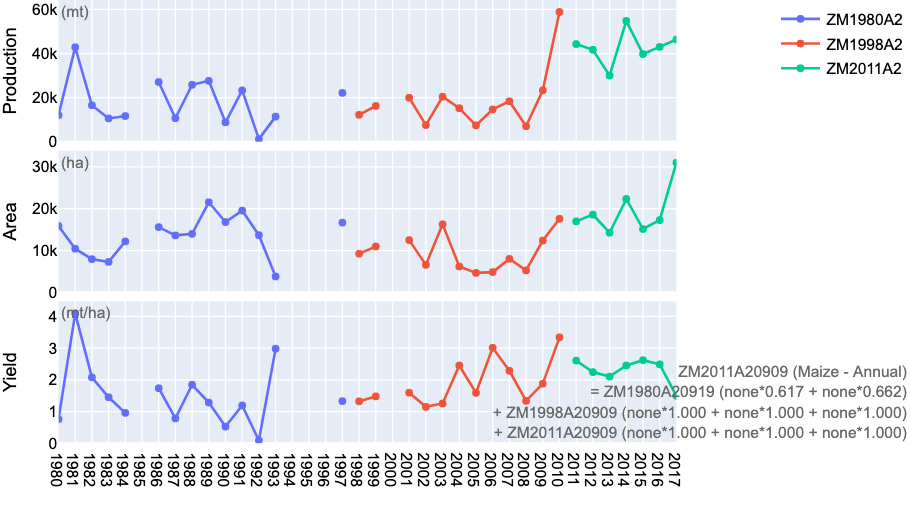 60k (mt)
40k
20k
0
Production
(ha)
30k
20k
10k
0
Area
(mt/ha)
4
3
2
1
0
Yield
ZM1980A2
ZM1998A2
ZM2011A2
ZM2011A20909 (Maize - Annual)
= ZM1980A20919 (none*0.617 + none*0.662)
+ ZM1998A20909 (none*1.000 + none*1.000 + none*1.000)
+ ZM2011A20909 (none*1.000 + none*1.000 + none*1.000)
1980 1981 1982 1983 1984 1985 1986 1987 1988 1989 1990 1991 1992 1993 1994 1995 1996 1997 1998 1999 2000 2001 2002 2003 2004 2005 2006 2007 2008 2009 2010 2011 2012 2013 2014 2015 2016 2017